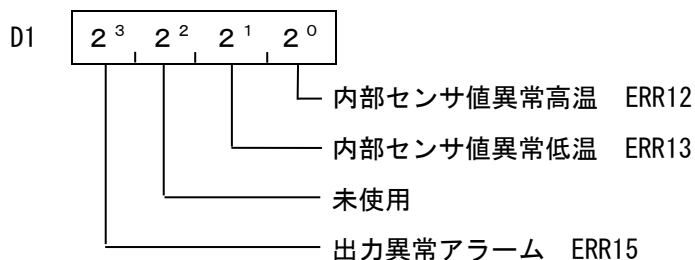 D1 2³ 2² 2¹ 2⁰
内部センサ値異常高温 ERR12
内部センサ値異常低温 ERR13
未使用
出力異常アラーム ERR15